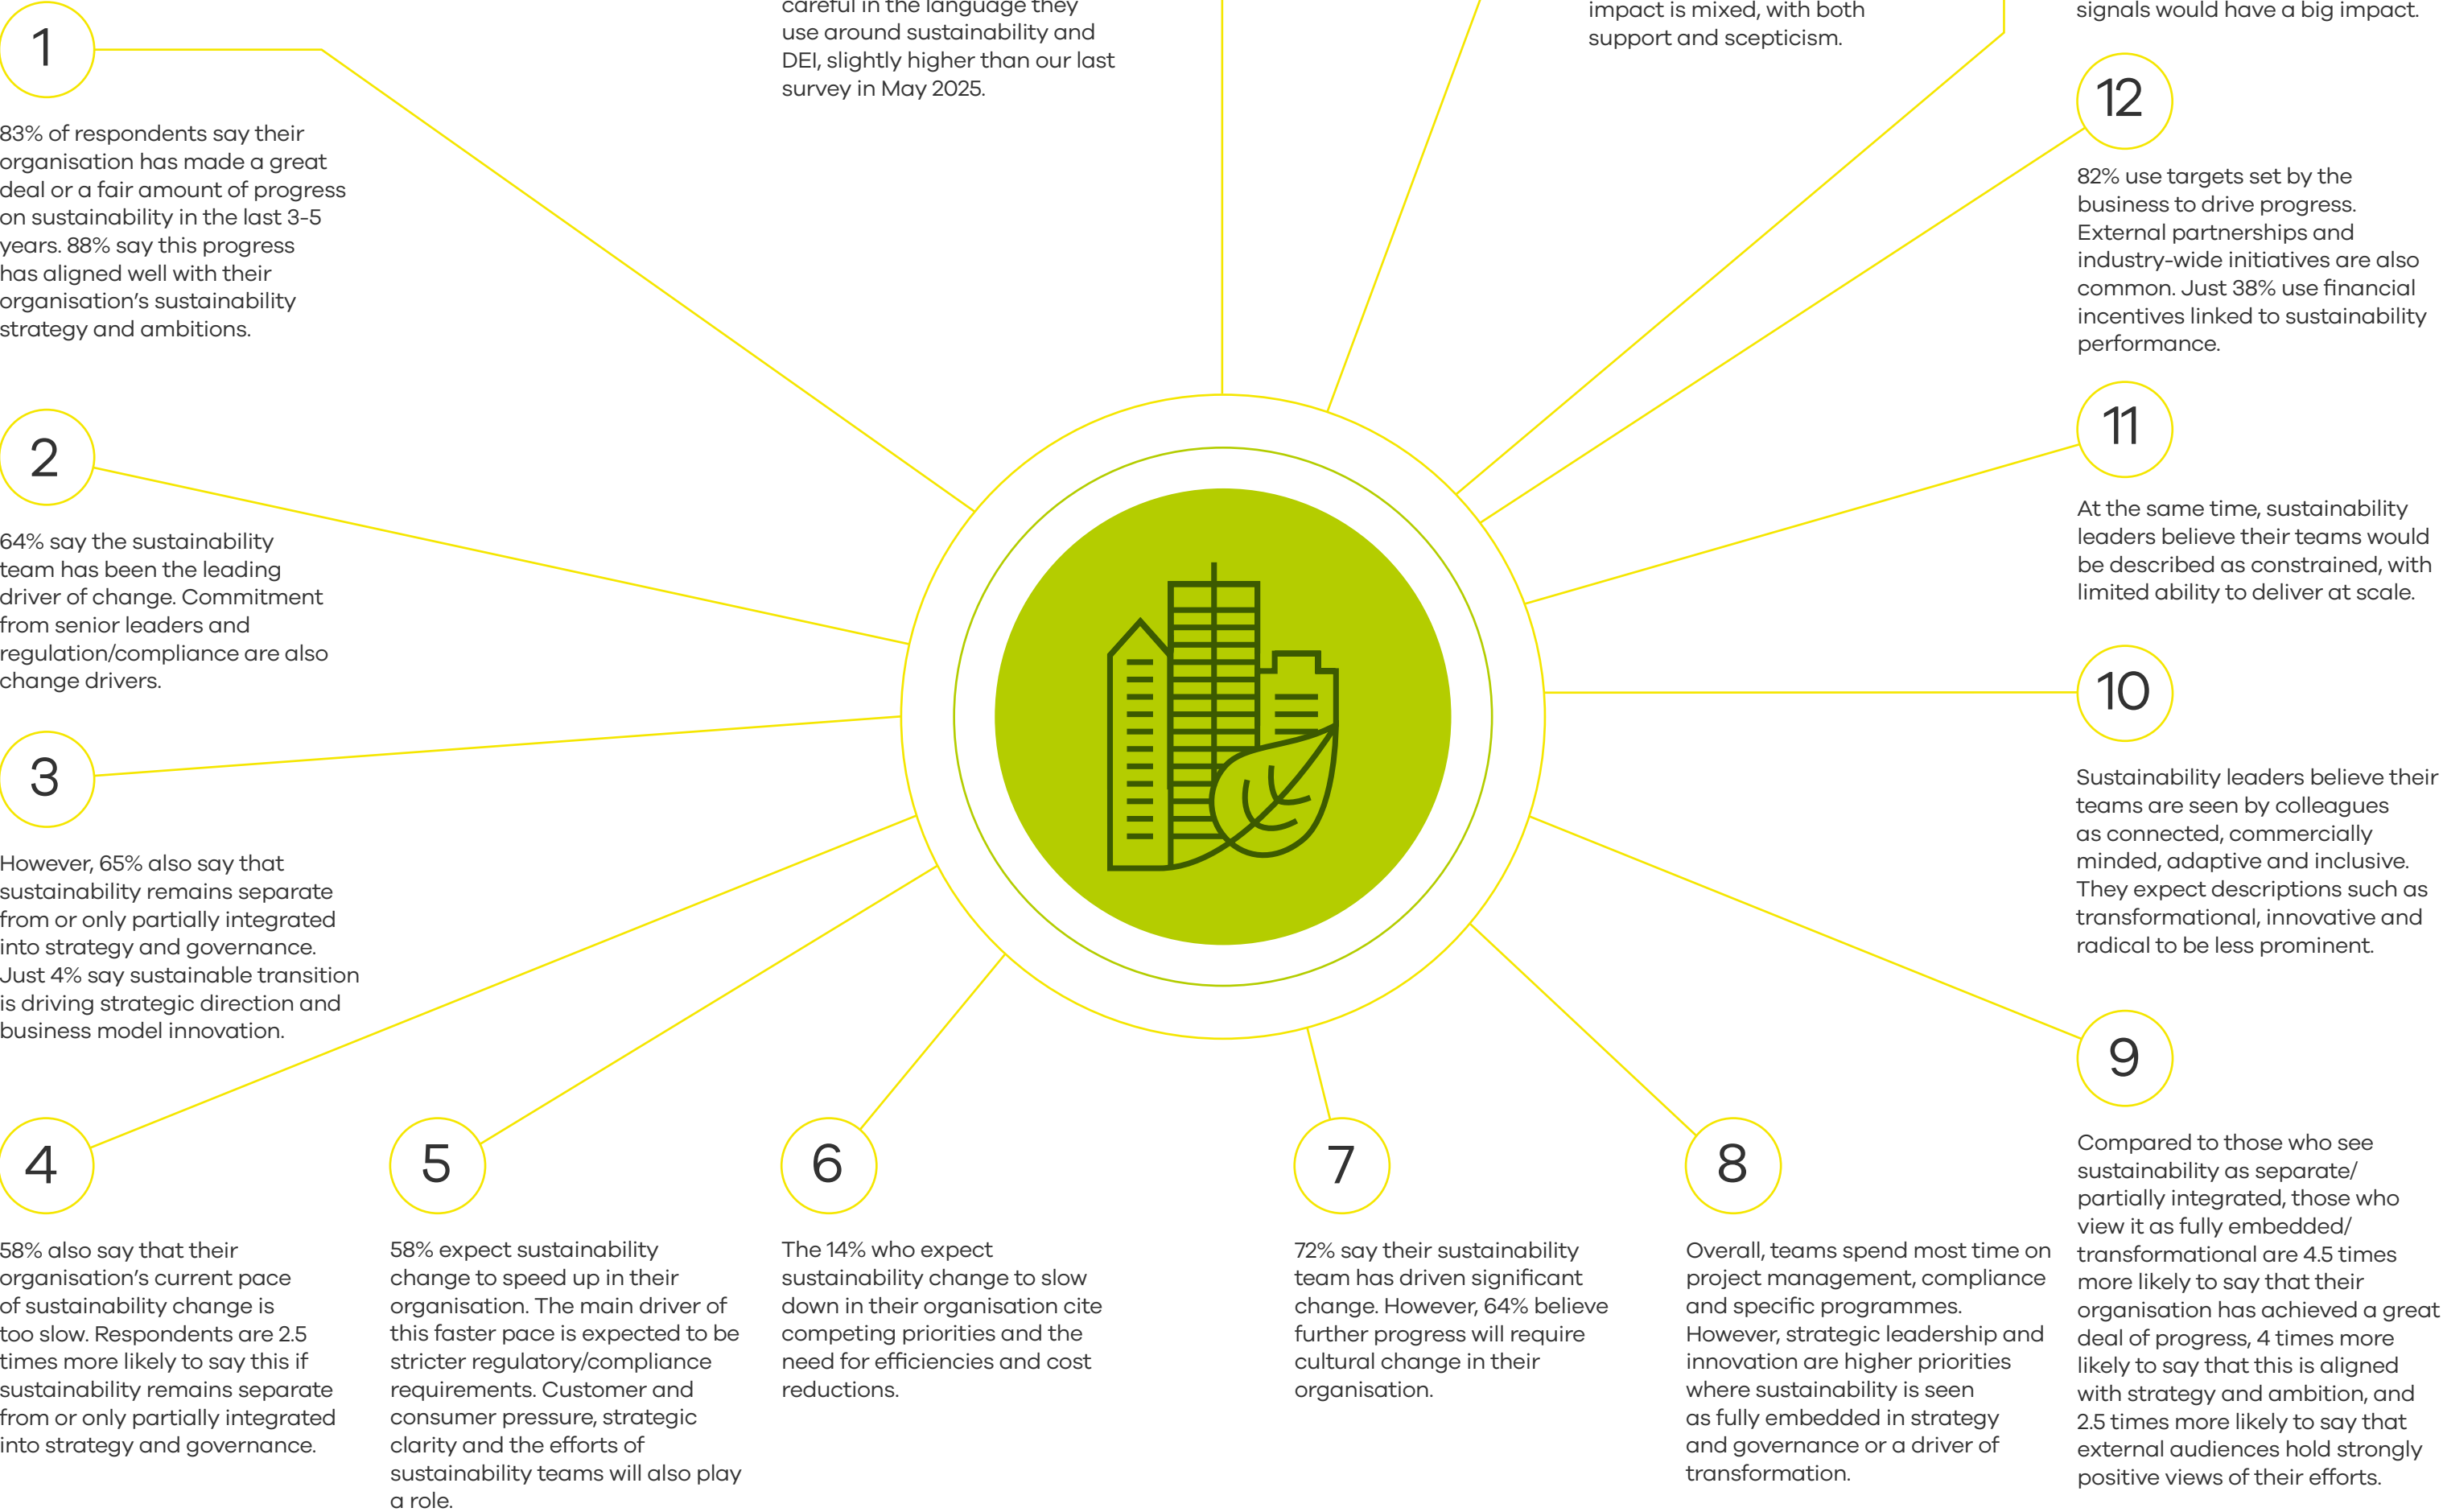 careful in the language they
use around sustainability and
DEI, slightly higher than our last
survey in May 2025.
impact is mixed, with both
support and scepticism.
signals would have a big impact.
1
83% of respondents say their
organisation has made a great
deal or a fair amount of progress
on sustainability in the last 3-5
years. 88% say this progress
has aligned well with their
organisation’s sustainability
strategy and ambitions.
2
64% say the sustainability
team has been the leading
driver of change. Commitment
from senior leaders and
regulation/compliance are also
change drivers.
3
However, 65% also say that
sustainability remains separate
from or only partially integrated
into strategy and governance.
Just 4% say sustainable transition
is driving strategic direction and
business model innovation.
4
58% also say that their
organisation’s current pace
of sustainability change is
too slow. Respondents are 2.5
times more likely to say this if
sustainability remains separate
from or only partially integrated
into strategy and governance.
5
58% expect sustainability
change to speed up in their
organisation. The main driver of
this faster pace is expected to be
stricter regulatory/compliance
requirements. Customer and
consumer pressure, strategic
clarity and the efforts of
sustainability teams will also play
a role.
6
The 14% who expect
sustainability change to slow
down in their organisation cite
competing priorities and the
need for efficiencies and cost
reductions.
7
72% say their sustainability
team has driven significant
change. However, 64% believe
further progress will require
cultural change in their
organisation.
8
Overall, teams spend most time on
project management, compliance
and specific programmes.
However, strategic leadership and
innovation are higher priorities
where sustainability is seen
as fully embedded in strategy
and governance or a driver of
transformation.
9
Compared to those who see
sustainability as separate/
partially integrated, those who
view it as fully embedded/
transformational are 4.5 times
more likely to say that their
organisation has achieved a great
deal of progress, 4 times more
likely to say that this is aligned
with strategy and ambition, and
2.5 times more likely to say that
external audiences hold strongly
positive views of their efforts.
10
Sustainability leaders believe their
teams are seen by colleagues
as connected, commercially
minded, adaptive and inclusive.
They expect descriptions such as
transformational, innovative and
radical to be less prominent.
11
At the same time, sustainability
leaders believe their teams would
be described as constrained, with
limited ability to deliver at scale.
12
82% use targets set by the
business to drive progress.
External partnerships and
industry-wide initiatives are also
common. Just 38% use financial
incentives linked to sustainability
performance.